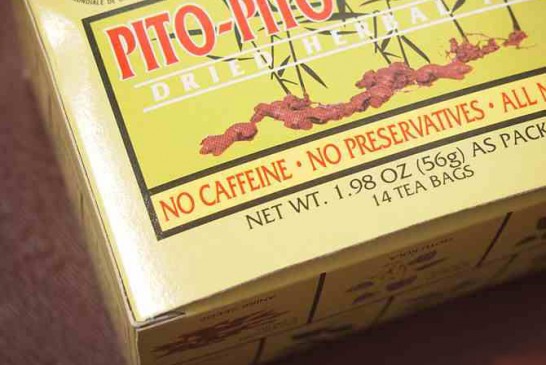 PITO-PITO
DRIED HERBAL
NO CAFFEINE • NO PRESERVATIVES • ALL N
NET WT. 1.98 OZ (56g) AS PACK
14 TEA BAGS